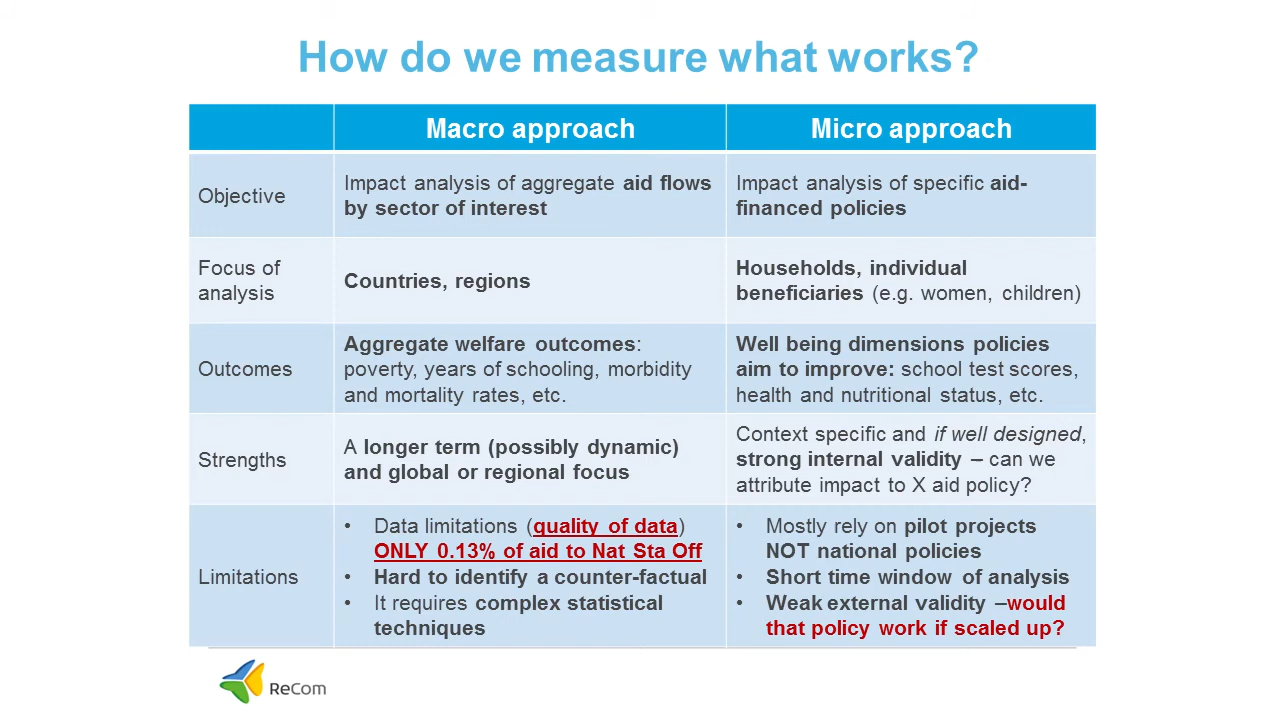 How do we measure what works?
Macro approach
Micro approach
Objective
Impact analysis of aggregate aid flows
by sector of interest
Impact analysis of specific aid-
financed policies
Focus of
analysis
Countries, regions
Households, individual
beneficiaries (e.g. women, children)
Outcomes
Aggregate welfare outcomes:
poverty, years of schooling, morbidity
and mortality rates, etc.
Well being dimensions policies
aim to improve: school test scores,
health and nutritional status, etc.
Strengths
A longer term (possibly dynamic)
and global or regional focus
Context specific and if well designed,
strong internal validity – can we
attribute impact to X aid policy?
Limitations
• Data limitations (quality of data)
ONLY 0.13% of aid to Nat Sta Off
• Hard to identify a counter-factual
• It requires complex statistical
techniques
• Mostly rely on pilot projects
NOT national policies
• Short time window of analysis
• Weak external validity –would
that policy work if scaled up?
ReCom